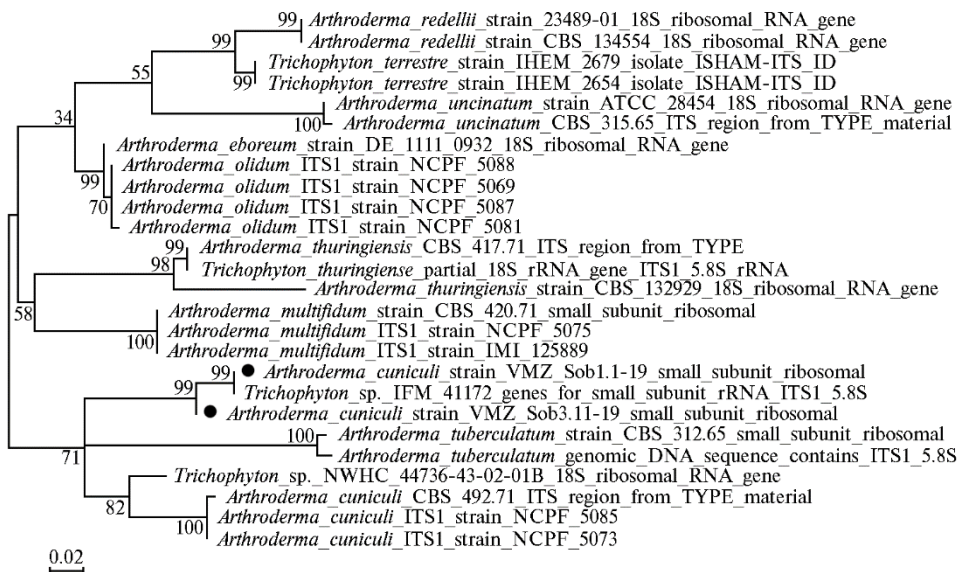 99 Arthroderma_redellii_strain_23489-01_18S_ribosomal_RNA_gene
99 Arthroderma_redellii_strain_CBS_134554_18S_ribosomal_RNA_gene
Trichophyton_terrestre_strain_IHEM_2679_isolate_ISHAM-ITS_ID
55 99 Trichophyton_terrestre_strain_IHEM_2654_isolate_ISHAM-ITS_ID
Arthroderma_uncinatum_strain_ATCC_28454_18S_ribosomal_RNA_gene
34 100 Arthroderma_uncinatum_CBS_315.65_ITS_region_from_TYPE_material
Arthroderma_eboreum_strain_DE_1111_0932_18S_ribosomal_RNA_gene
Arthroderma_olidum_ITS1_strain_NCPF_5088
99 Arthroderma_olidum_ITS1_strain_NCPF_5069
70 Arthroderma_olidum_ITS1_strain_NCPF_5087
Arthroderma_olidum_ITS1_strain_NCPF_5081
99 Arthroderma_thuringiensis_CBS_417.71_ITS_region_from_TYPE
98 Trichophyton_thuringiense_partial_18S_rRNA_gene_ITS1_5.8S_rRNA
Arthroderma_thuringiensis_strain_CBS_132929_18S_ribosomal_RNA_gene
58 Arthroderma_multifidum_strain_CBS_420.71_small_subunit_ribosomal
Arthroderma_multifidum_ITS1_strain_NCPF_5075
100 Arthroderma_multifidum_ITS1_strain_IMI_125889
99 Arthroderma_cuniculi_strain_VMZ_Sob1.1-19_small_subunit_ribosomal
99 Trichophyton_sp._IFM_41172_genes_for_small_subunit_rRNA_ITS1_5.8S
Arthroderma_cuniculi_strain_VMZ_Sob3.11-19_small_subunit_ribosomal
100 Arthroderma_tuberculatum_strain_CBS_312.65_small_subunit_ribosomal
71 Arthroderma_tuberculatum_genomic_DNA_sequence_contains_ITS1_5.8S
Trichophyton_sp._NWHC_44736-43-02-01B_18S_ribosomal_RNA_gene
82 Arthroderma_cuniculi_CBS_492.71_ITS_region_from_TYPE_material
100 Arthroderma_cuniculi_ITS1_strain_NCPF_5085
Arthroderma_cuniculi_ITS1_strain_NCPF_5073
0.02